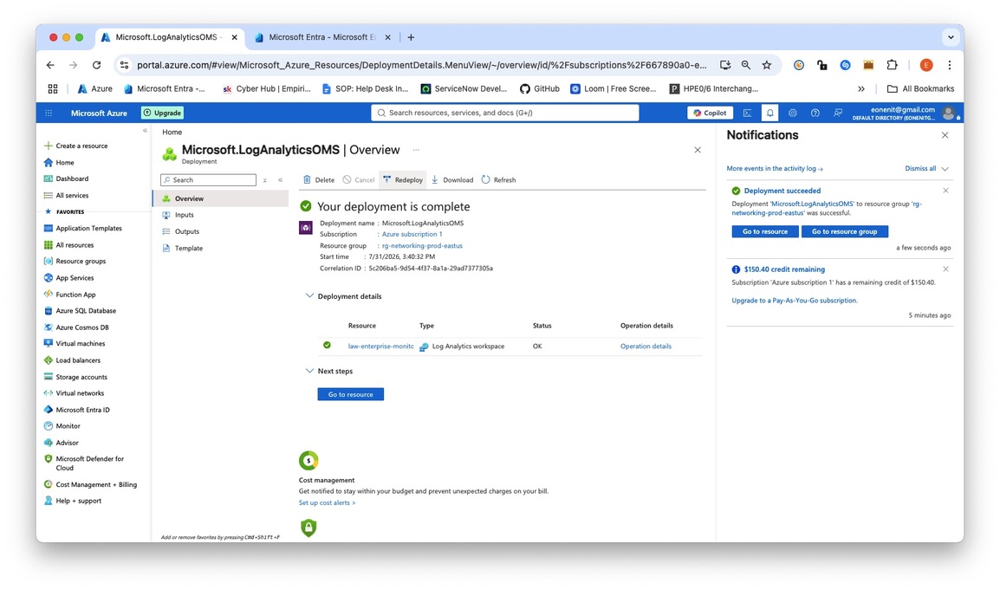 Microsoft.LogAnalyticsOMS -
Microsoft Entra - Microsoft E
portal.azure.com/#view/Microsoft_Azure_Resources/DeploymentDetails.MenuView/~/overview/id/%2Fsubscriptions%2F667890a0-e...
E
Azure
Microsoft Entra -...
sk Cyber Hub | Empiri...
SOP: Help Desk In...
ServiceNow Devel...
GitHub
Loom | Free Scree...
P HPE0/6 Interchang...
»
All Bookmarks
Microsoft Azure
Upgrade
Search resources, services, and docs (G+/)
Copilot
eonenit@gmail.com
DEFAULT DIRECTORY (EONENITG...
«
Create a resource
Home
Dashboard
All services
FAVORITES
Application Templates
All resources
Resource groups
App Services
Function App
Azure SQL Database
Azure Cosmos DB
Virtual machines
Load balancers
Storage accounts
Virtual networks
Microsoft Entra ID
Monitor
Advisor
Microsoft Defender for
Cloud
Cost Management + Billing
Help + support
Home
Microsoft.LogAnalyticsOMS | Overview ...
Deployment
Search
«
Overview
Inputs
Outputs
Template
Add or remove favorites by pressing Cmd+Shift+F
Delete
Cancel
Redeploy
Download
Refresh
Your deployment is complete
Deployment name : Microsoft.LogAnalyticsOMS
Subscription : Azure subscription 1
Resource group : rg-networking-prod-eastus
Start time : 7/31/2026, 3:40:32 PM
Correlation ID : 5c206ba5-9d54-4f37-8a1a-29ad7377305a
Deployment details
Resource Type Status Operation details
law-enterprise-monitc Log Analytics workspace OK Operation details
Next steps
Go to resource
$
Cost management
Get notified to stay within your budget and prevent unexpected charges on your bill.
Set up cost alerts >
Notifications
More events in the activity log →
Dismiss all
Deployment succeeded
Deployment 'Microsoft.LogAnalyticsOMS' to resource group 'rg-
networking-prod-eastus' was successful.
Go to resource
Go to resource group
a few seconds ago
$150.40 credit remaining
Subscription 'Azure subscription 1' has a remaining credit of $150.40.
Upgrade to a Pay-As-You-Go subscription.
5 minutes ago